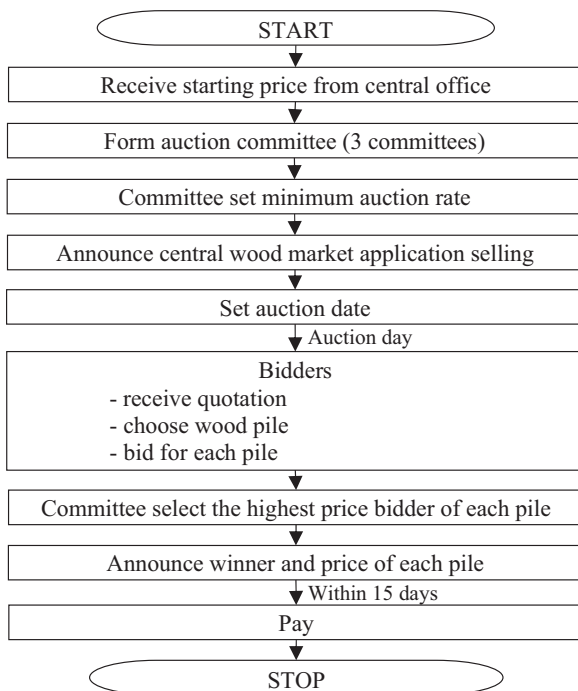 START
Receive starting price from central office
Form auction committee (3 committees)
Committee set minimum auction rate
Announce central wood market application selling
Set auction date
Auction day
Bidders
- receive quotation
- choose wood pile
- bid for each pile
Committee select the highest price bidder of each pile
Announce winner and price of each pile
Within 15 days
Pay
STOP